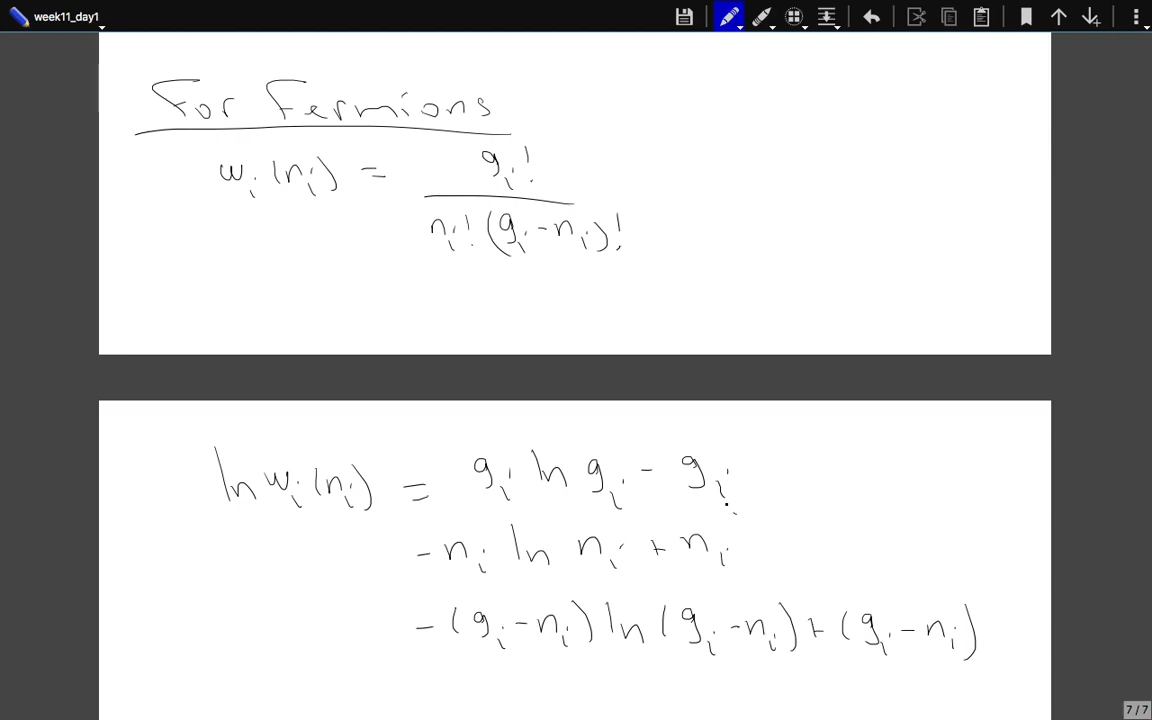 week11_day1
For Fermions
wᵢ(nᵢ) = gᵢ! / nᵢ!(gᵢ-nᵢ)!
ln wᵢ(nᵢ) = gᵢ ln gᵢ - gᵢ
-nᵢ ln nᵢ + nᵢ
-(gᵢ-nᵢ) ln(gᵢ-nᵢ) + (gᵢ-nᵢ)
7 / 7